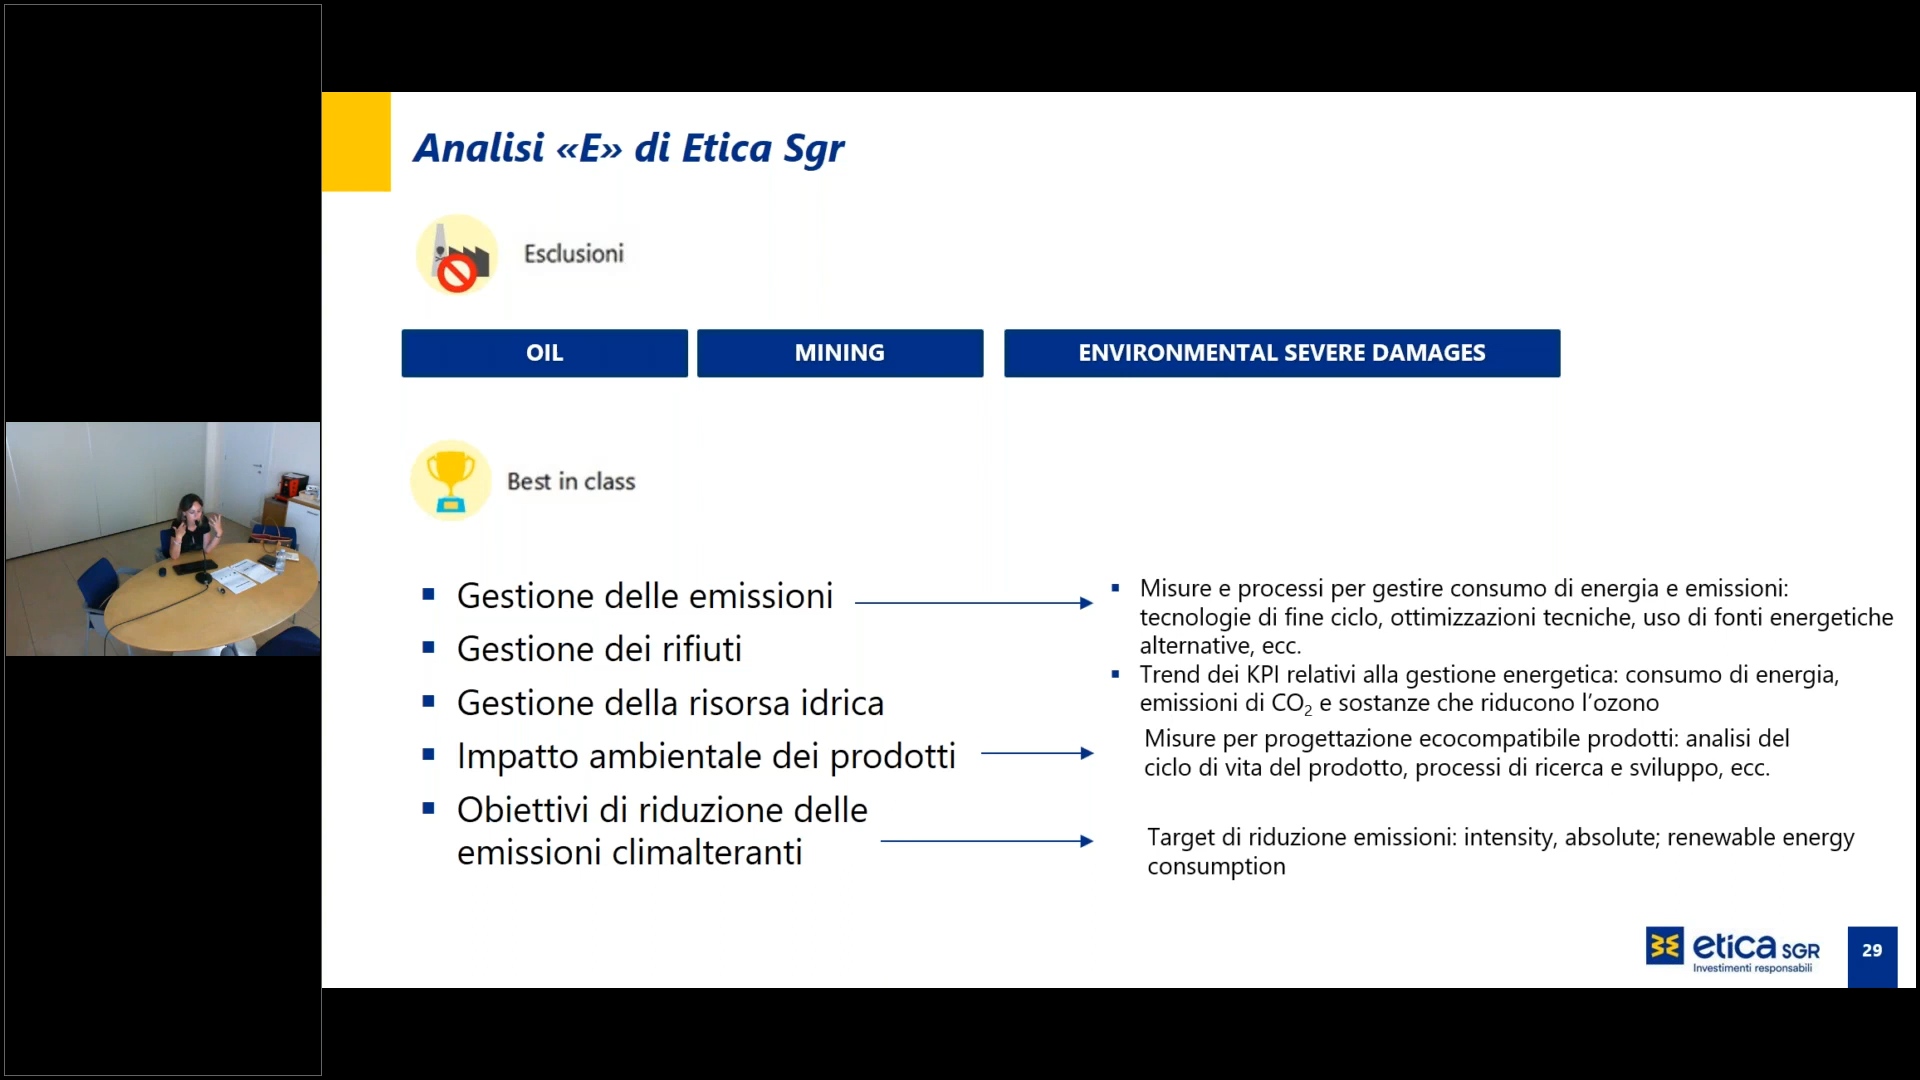 Analisi «E» di Etica Sgr
Esclusioni
OIL
MINING
ENVIRONMENTAL SEVERE DAMAGES
Best in class
▪ Gestione delle emissioni
▪ Gestione dei rifiuti
▪ Gestione della risorsa idrica
▪ Impatto ambientale dei prodotti
▪ Obiettivi di riduzione delle
emissioni climalteranti
▪ Misure e processi per gestire consumo di energia e emissioni:
tecnologie di fine ciclo, ottimizzazioni tecniche, uso di fonti energetiche
alternative, ecc.
▪ Trend dei KPI relativi alla gestione energetica: consumo di energia,
emissioni di CO₂ e sostanze che riducono l’ozono
Misure per progettazione ecocompatibile prodotti: analisi del
ciclo di vita del prodotto, processi di ricerca e sviluppo, ecc.
Target di riduzione emissioni: intensity, absolute; renewable energy
consumption
etica SGR
Investimenti responsabili
29